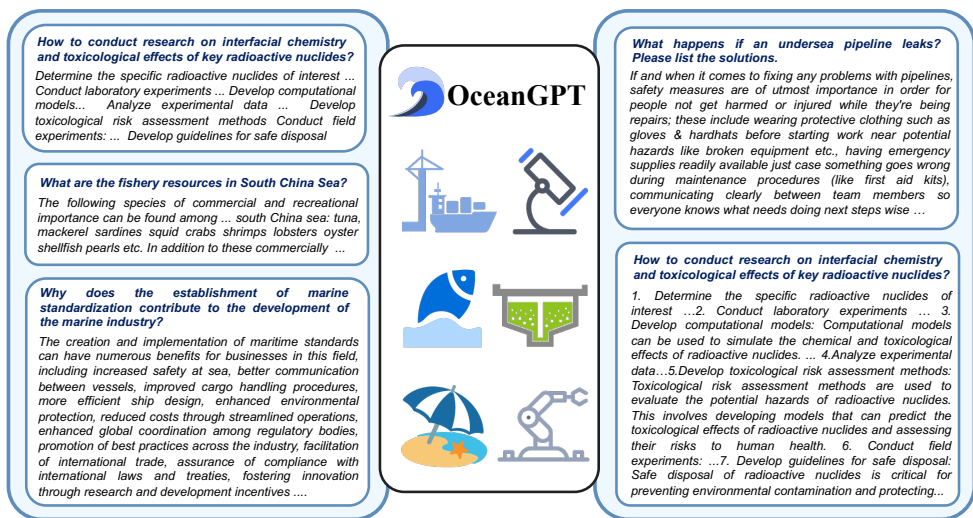 How to conduct research on interfacial chemistry
and toxicological effects of key radioactive nuclides?
Determine the specific radioactive nuclides of interest ...
Conduct laboratory experiments ... Develop computational
models... Analyze experimental data ... Develop
toxicological risk assessment methods Conduct field
experiments: ... Develop guidelines for safe disposal
What are the fishery resources in South China Sea?
The following species of commercial and recreational
importance can be found among ... south China sea: tuna,
mackerel sardines squid crabs shrimps lobsters oyster
shellfish pearls etc. In addition to these commercially ...
Why does the establishment of marine
standardization contribute to the development of
the marine industry?
The creation and implementation of maritime standards
can have numerous benefits for businesses in this field,
including increased safety at sea, better communication
between vessels, improved cargo handling procedures,
more efficient ship design, enhanced environmental
protection, reduced costs through streamlined operations,
enhanced global coordination among regulatory bodies,
promotion of best practices across the industry, facilitation
of international trade, assurance of compliance with
international laws and treaties, fostering innovation
through research and development incentives ....
OceanGPT
What happens if an undersea pipeline leaks?
Please list the solutions.
If and when it comes to fixing any problems with pipelines,
safety measures are of utmost importance in order for
people not get harmed or injured while they're being
repairs; these include wearing protective clothing such as
gloves & hardhats before starting work near potential
hazards like broken equipment etc., having emergency
supplies readily available just case something goes wrong
during maintenance procedures (like first aid kits),
communicating clearly between team members so
everyone knows what needs doing next steps wise …
How to conduct research on interfacial chemistry
and toxicological effects of key radioactive nuclides?
1. Determine the specific radioactive nuclides of
interest …2. Conduct laboratory experiments … 3.
Develop computational models: Computational models
can be used to simulate the chemical and toxicological
effects of radioactive nuclides. ... 4.Analyze experimental
data…5.Develop toxicological risk assessment methods:
Toxicological risk assessment methods are used to
evaluate the potential hazards of radioactive nuclides.
This involves developing models that can predict the
toxicological effects of radioactive nuclides and assessing
their risks to human health. 6. Conduct field
experiments: ...7. Develop guidelines for safe disposal:
Safe disposal of radioactive nuclides is critical for
preventing environmental contamination and protecting...